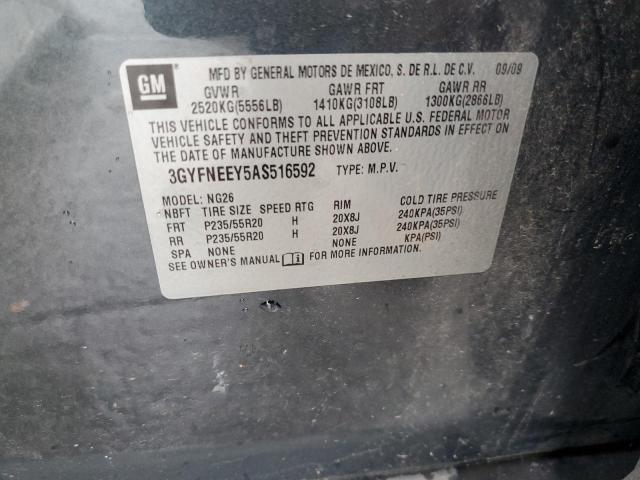 GM
MFD BY GENERAL MOTORS DE MEXICO, S. DE R.L. DE C.V. 09/09
GVWR GAWR FRT GAWR RR
2520KG(5556LB) 1410KG(3108LB) 1300KG(2866LB)
THIS VEHICLE CONFORMS TO ALL APPLICABLE U.S. FEDERAL MOTOR
VEHICLE SAFETY AND THEFT PREVENTION STANDARDS IN EFFECT ON
THE DATE OF MANUFACTURE SHOWN ABOVE.
3GYFNEEY5AS516592 TYPE: M.P.V.
MODEL: NG26
NBFT TIRE SIZE SPEED RTG RIM COLD TIRE PRESSURE
FRT P235/55R20 H 20X8J 240KPA(35PSI)
RR P235/55R20 H 20X8J 240KPA(35PSI)
SPA NONE NONE KPA(PSI)
SEE OWNER'S MANUAL FOR MORE INFORMATION.